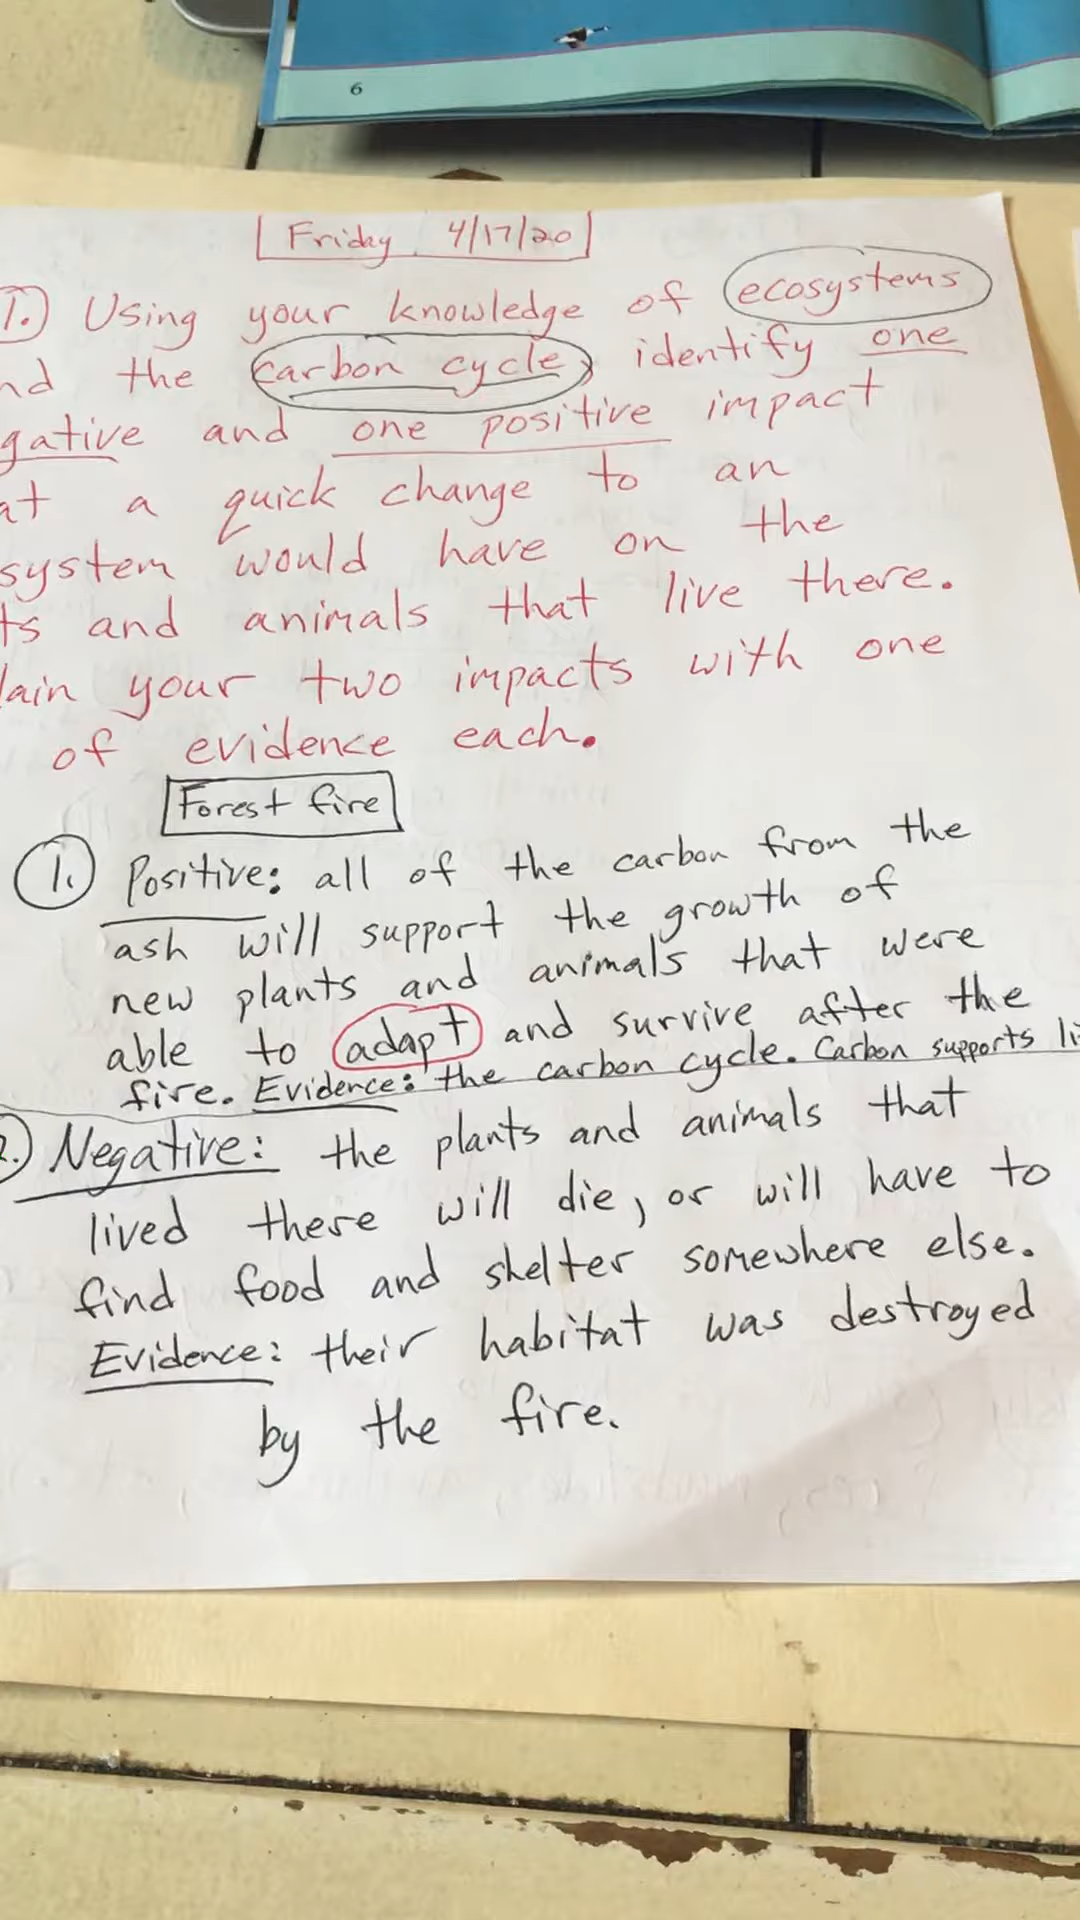 6
Friday 4/17/20
1. Using your knowledge of ecosystems
nd the carbon cycle, identify one
gative and one positive impact
at a quick change to an
system would have on the
ts and animals that live there.
lain your two impacts with one
of evidence each.
Forest fire
1. Positive: all of the carbon from the
ash will support the growth of
new plants and animals that were
able to adapt and survive after the
fire. Evidence: the carbon cycle. Carbon supports li
2. Negative: the plants and animals that
lived there will die, or will have to
find food and shelter somewhere else.
Evidence: their habitat was destroyed
by the fire.